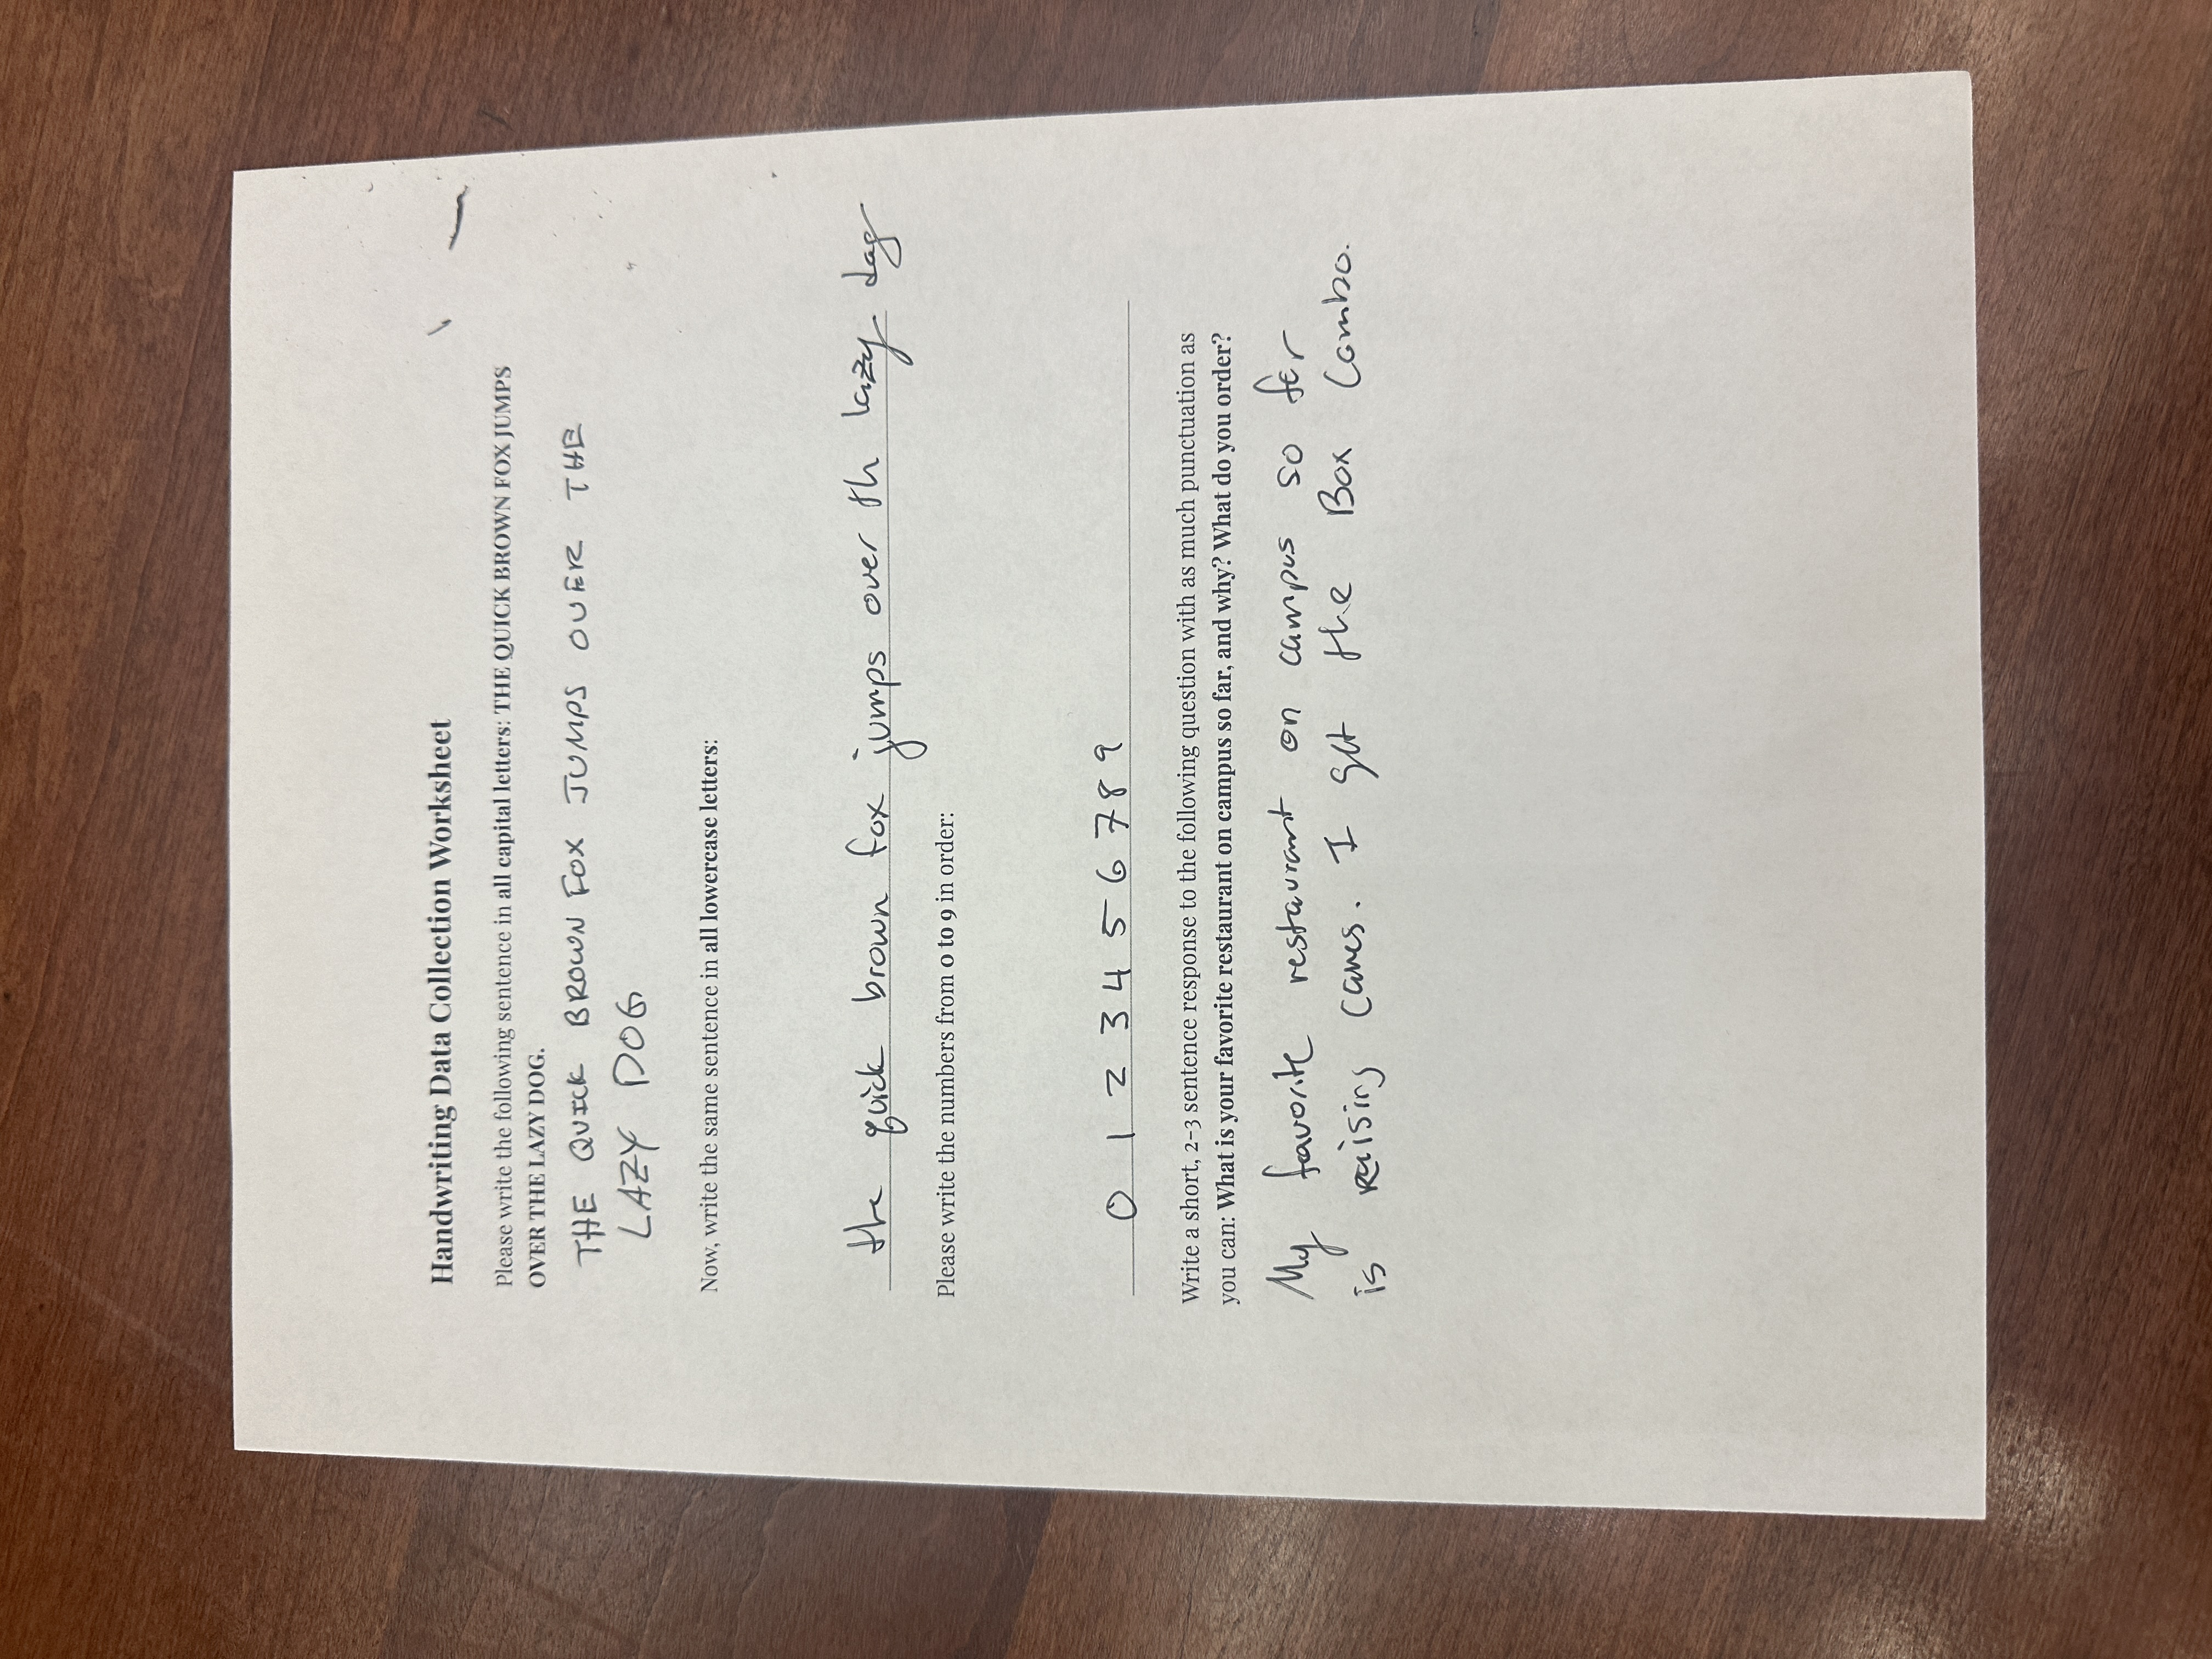 Handwriting Data Collection Worksheet
Please write the following sentence in all capital letters: THE QUICK BROWN FOX JUMPS
OVER THE LAZY DOG.
THE QUICK BROWN FOX JUMPS OVER THE
LAZY DOG
Now, write the same sentence in all lowercase letters:
the quick brown fox jumps over th lazy dog
Please write the numbers from 0 to 9 in order:
0 1 2 3 4 5 6 7 8 9
Write a short, 2-3 sentence response to the following question with as much punctuation as
you can: What is your favorite restaurant on campus so far, and why? What do you order?
My favorite restaurant on campus so far
is raising canes. I get the Box Combo.